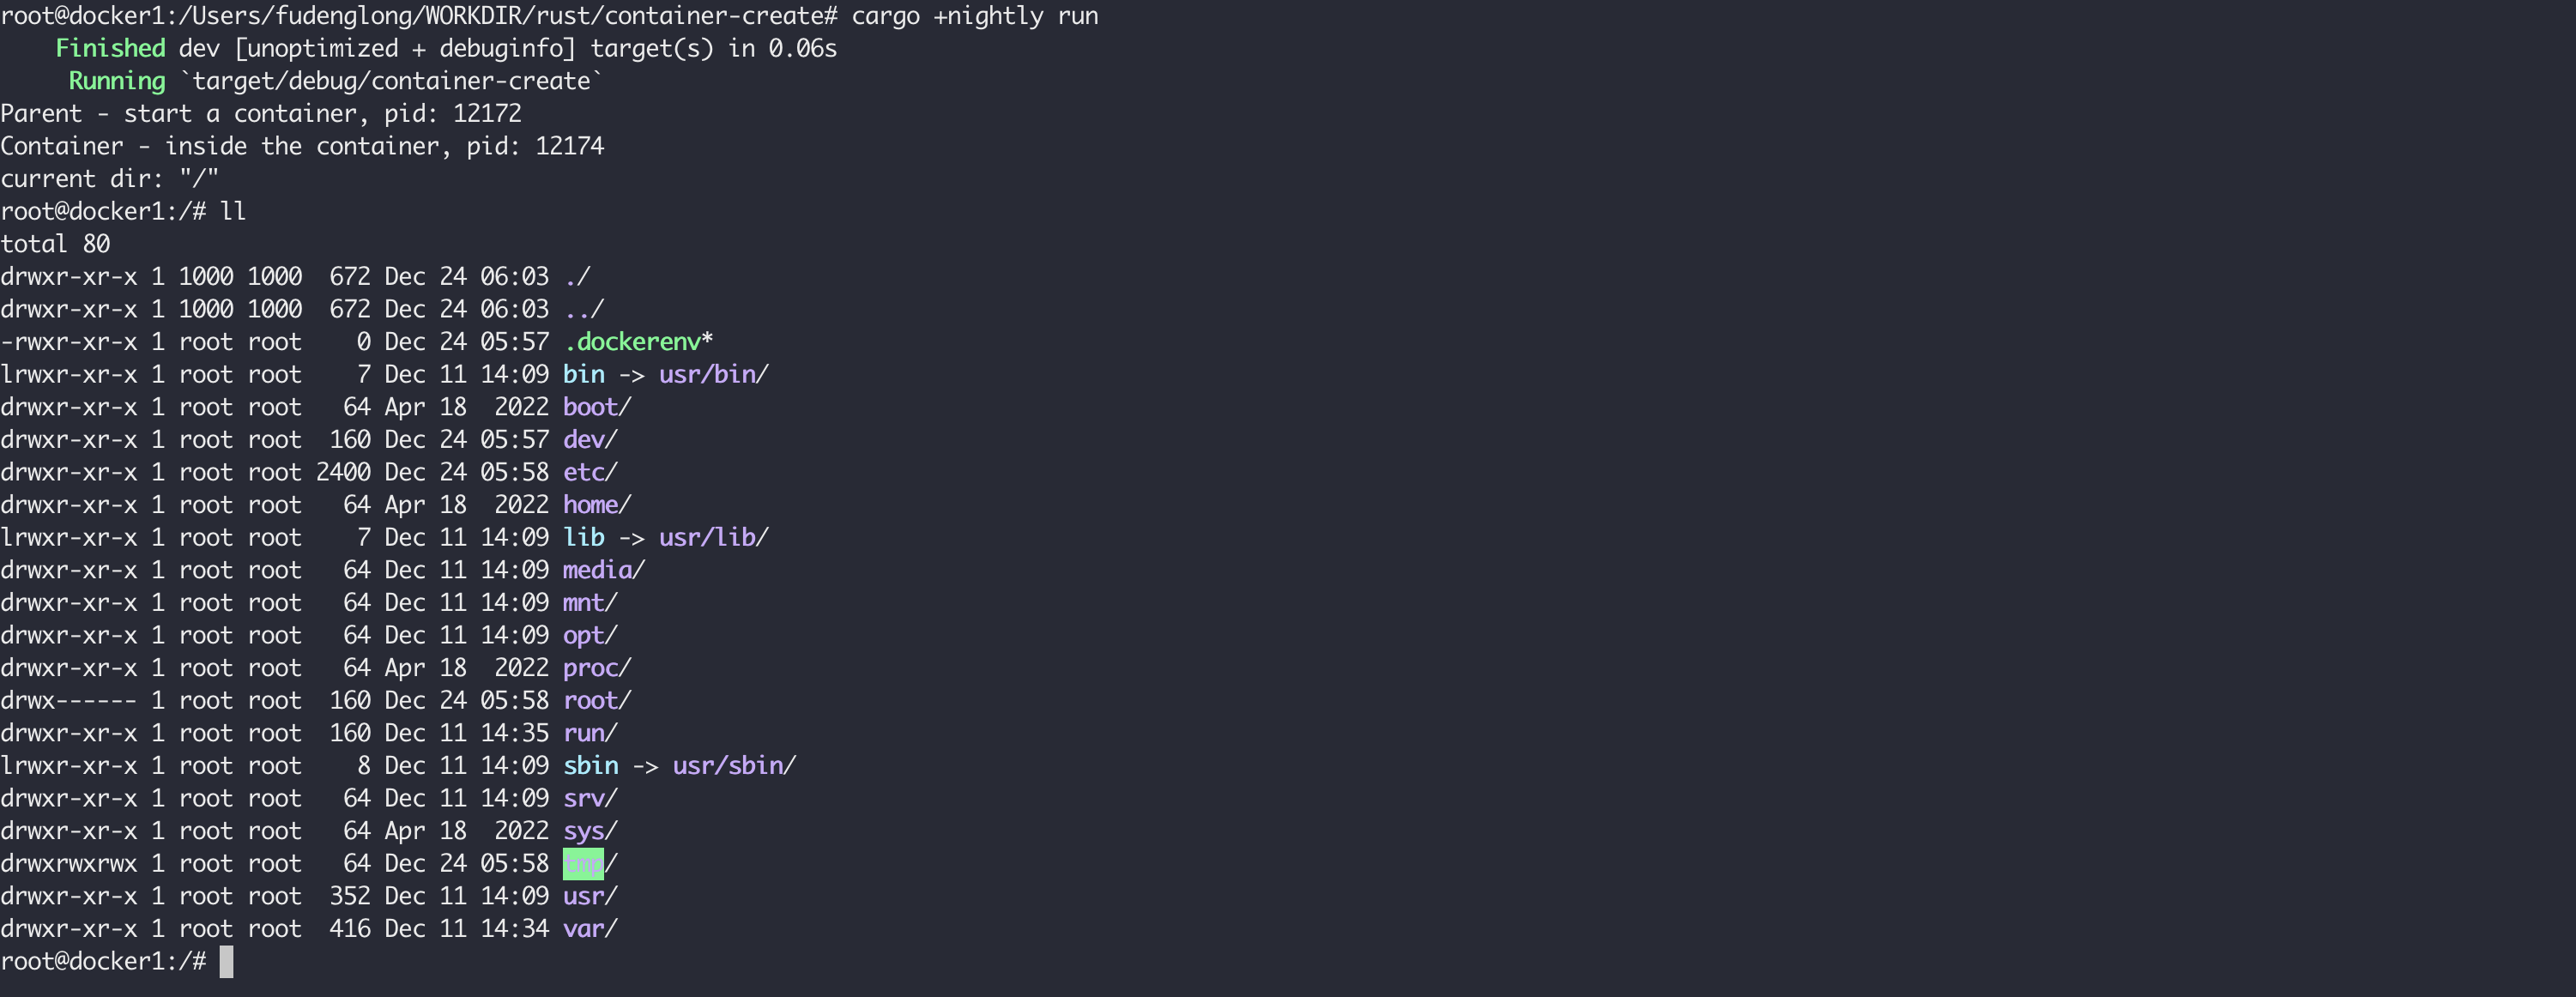 root@docker1:/Users/fudenglong/WORKDIR/rust/container-create# cargo +nightly run
    Finished dev [unoptimized + debuginfo] target(s) in 0.06s
     Running `target/debug/container-create`
Parent - start a container, pid: 12172
Container - inside the container, pid: 12174
current dir: "/"
root@docker1:/# ll
total 80
drwxr-xr-x 1 1000 1000  672 Dec 24 06:03 ./
drwxr-xr-x 1 1000 1000  672 Dec 24 06:03 ../
-rwxr-xr-x 1 root root    0 Dec 24 05:57 .dockerenv*
lrwxr-xr-x 1 root root    7 Dec 11 14:09 bin -> usr/bin/
drwxr-xr-x 1 root root   64 Apr 18  2022 boot/
drwxr-xr-x 1 root root  160 Dec 24 05:57 dev/
drwxr-xr-x 1 root root 2400 Dec 24 05:58 etc/
drwxr-xr-x 1 root root   64 Apr 18  2022 home/
lrwxr-xr-x 1 root root    7 Dec 11 14:09 lib -> usr/lib/
drwxr-xr-x 1 root root   64 Dec 11 14:09 media/
drwxr-xr-x 1 root root   64 Dec 11 14:09 mnt/
drwxr-xr-x 1 root root   64 Dec 11 14:09 opt/
drwxr-xr-x 1 root root   64 Apr 18  2022 proc/
drwx------ 1 root root  160 Dec 24 05:58 root/
drwxr-xr-x 1 root root  160 Dec 11 14:35 run/
lrwxr-xr-x 1 root root    8 Dec 11 14:09 sbin -> usr/sbin/
drwxr-xr-x 1 root root   64 Dec 11 14:09 srv/
drwxr-xr-x 1 root root   64 Apr 18  2022 sys/
drwxrwxrwx 1 root root   64 Dec 24 05:58 tmp/
drwxr-xr-x 1 root root  352 Dec 11 14:09 usr/
drwxr-xr-x 1 root root  416 Dec 11 14:34 var/
root@docker1:/#